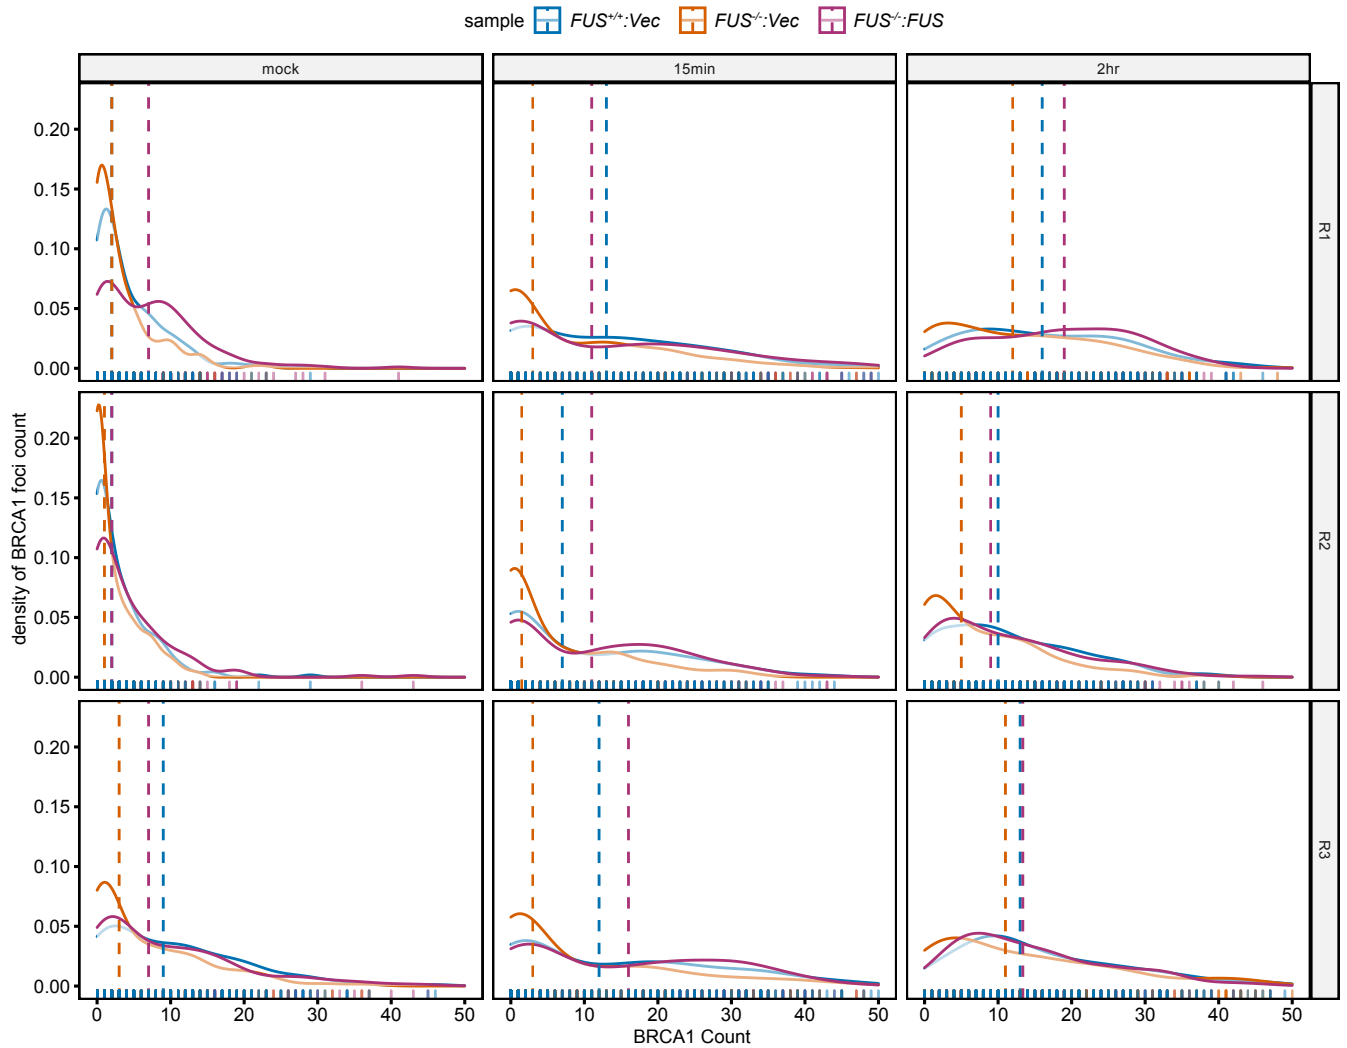 sample FUS+/+:Vec FUS-/-:Vec FUS-/-:FUS
mock 15min 2hr
0.20
0.15
0.10
0.05
0.00
R1
0.20
0.15
0.10
0.05
0.00
R2
0.20
0.15
0.10
0.05
0.00
R3
density of BRCA1 foci count
0 10 20 30 40 50 0 10 20 30 40 50 0 10 20 30 40 50
BRCA1 Count